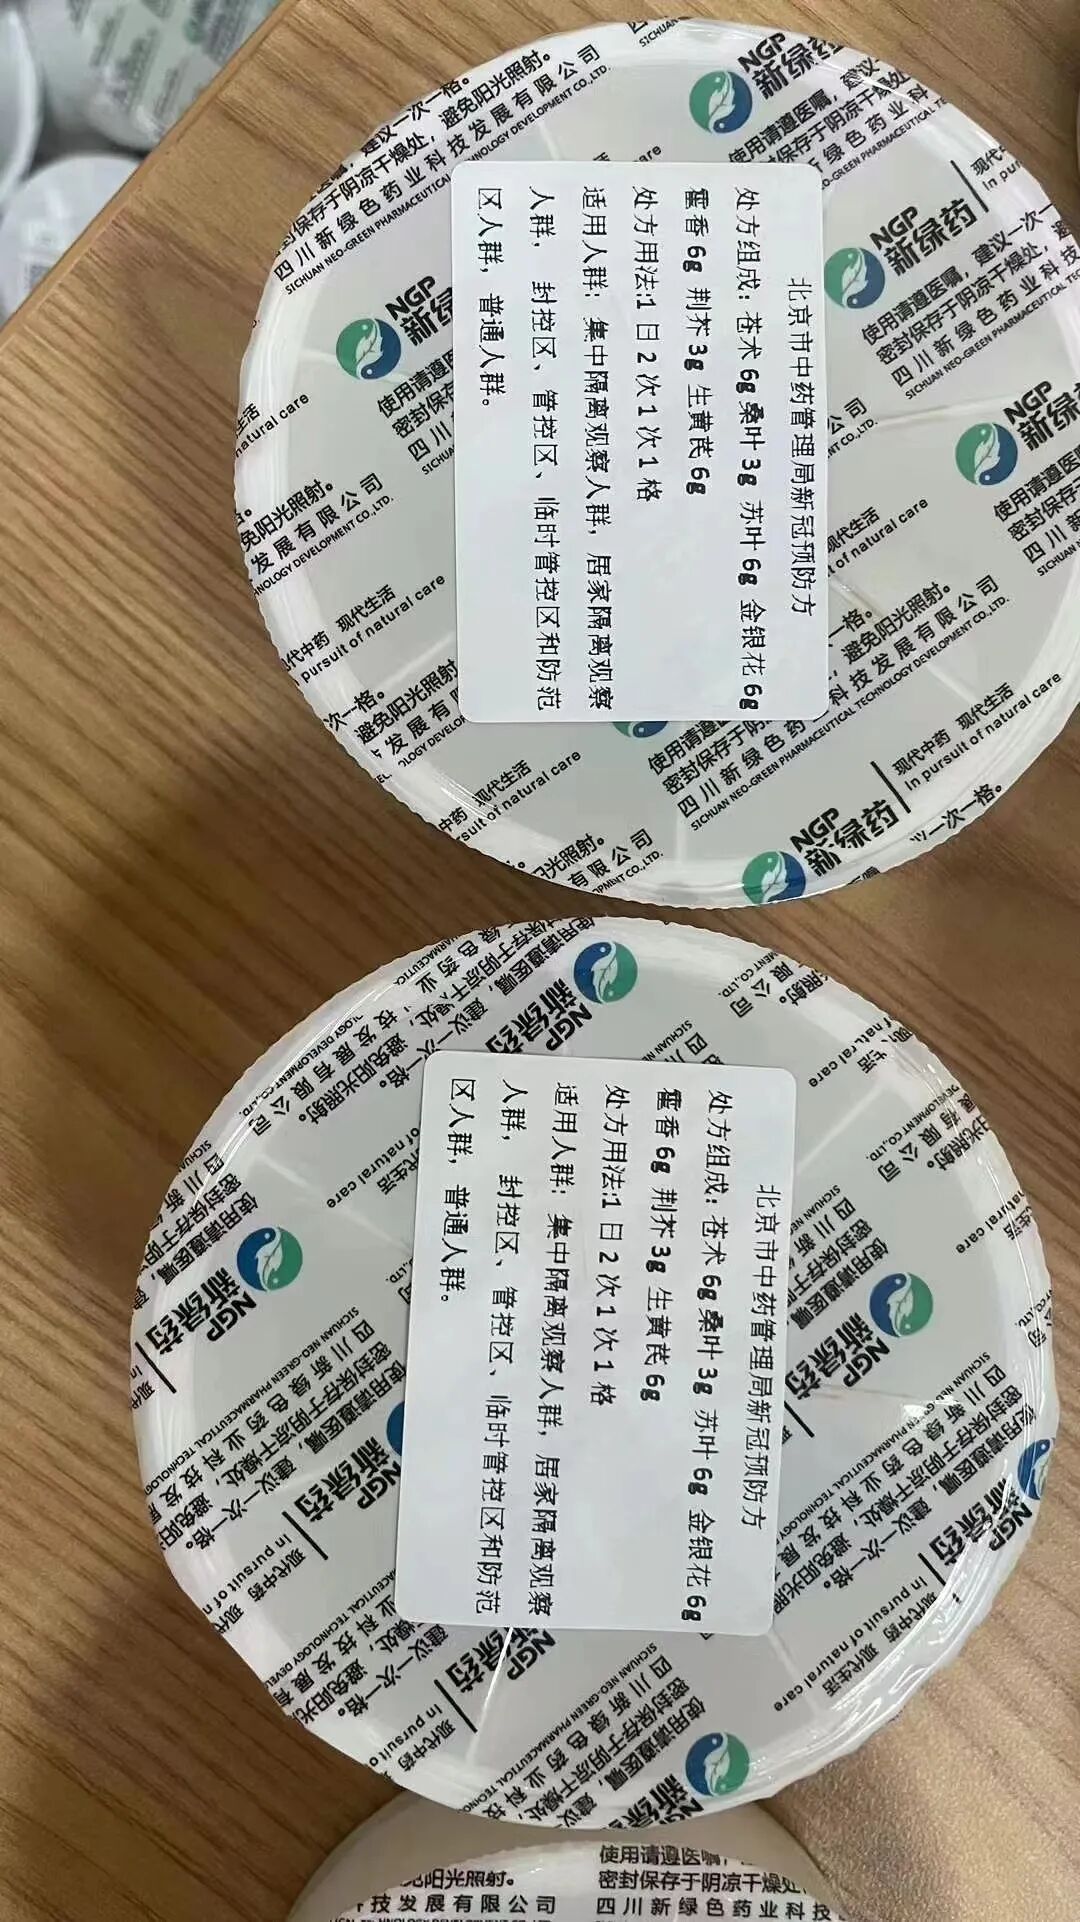 北京市中药管理局新冠预防方
处方组成：苍术6g桑叶3g 苏叶6g 金银花6g
藿香6g 荆芥3g 生黄芪6g
处方用法:1日2次1次1格
适用人群：集中隔离观察人群，居家隔离观察
人群， 封控区、管控区、临时管控区和防范
区人群，普通人群。
北京市中药管理局新冠预防方
处方组成：苍术6g桑叶3g 苏叶6g 金银花6g
藿香6g 荆芥3g 生黄芪6g
处方用法:1日2次1次1格
适用人群：集中隔离观察人群，居家隔离观察
人群， 封控区、管控区、临时管控区和防范
区人群，普通人群。
NGP
新绿药
现代中药 现代生活
In pursuit of natural care
使用请遵医嘱，建议一次一格。
密封保存于阴凉干燥处，避免阳光照射。
四川新绿色药业科技发展有限公司
SICHUAN NEO-GREEN PHARMACEUTICAL TECHNOLOGY DEVELOPMENT CO.,LTD.